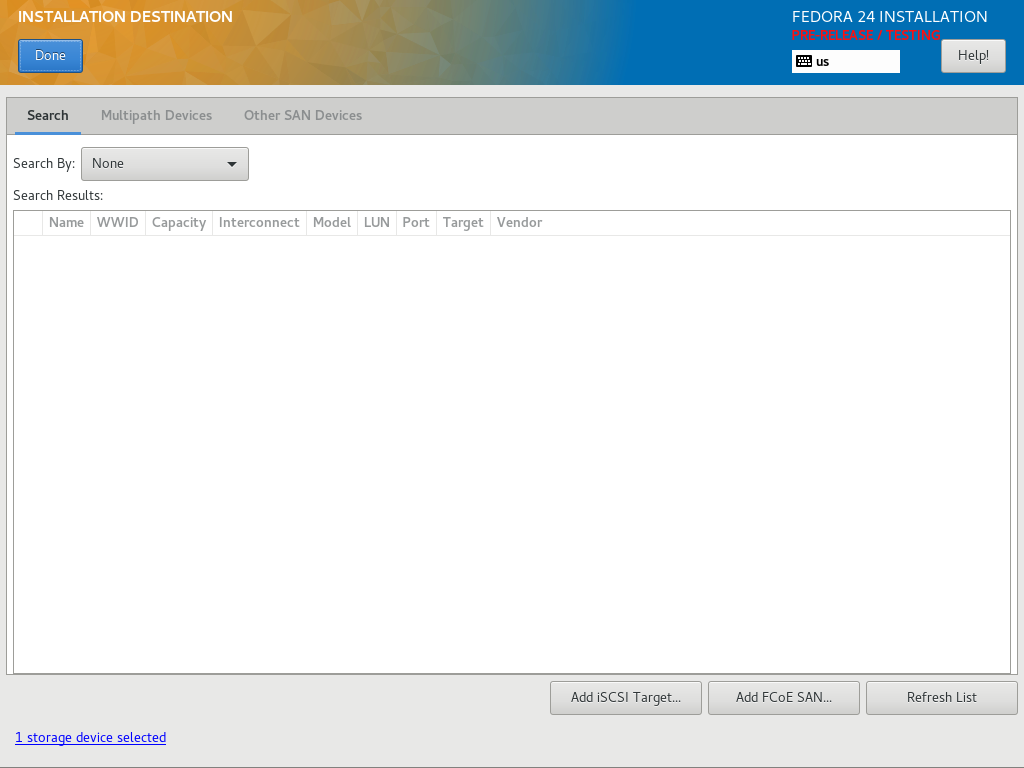 INSTALLATION DESTINATION
FEDORA 24 INSTALLATION
PRE-RELEASE / TESTING
Done
us
Help!
Search
Multipath Devices
Other SAN Devices
Search By:
None
Search Results:
Name WWID Capacity Interconnect Model LUN Port Target Vendor
Add iSCSI Target...
Add FCoE SAN...
Refresh List
1 storage device selected